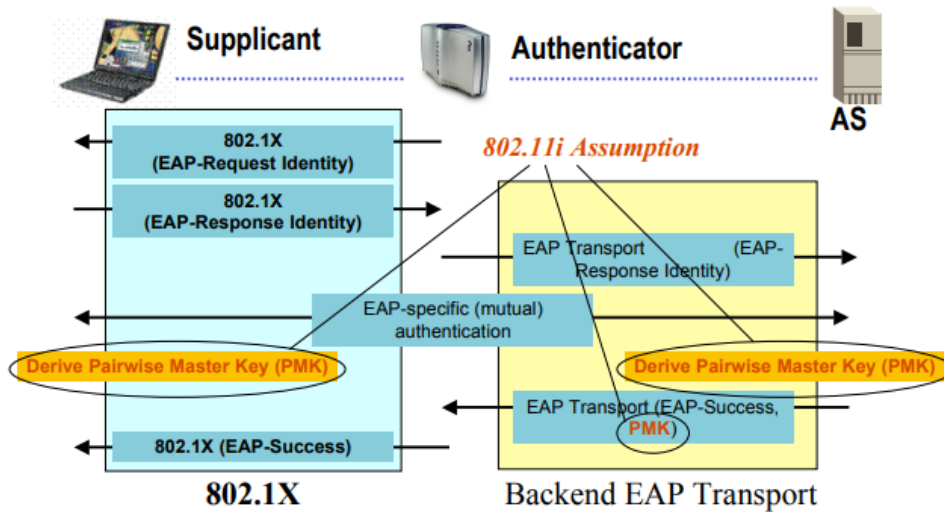 Supplicant
Authenticator
AS
802.1X
(EAP-Request Identity)
802.11i Assumption
802.1X
(EAP-Response Identity)
EAP Transport (EAP-
Response Identity)
EAP-specific (mutual)
authentication
Derive Pairwise Master Key (PMK)
Derive Pairwise Master Key (PMK)
EAP Transport (EAP-Success,
PMK)
802.1X (EAP-Success)
802.1X
Backend EAP Transport